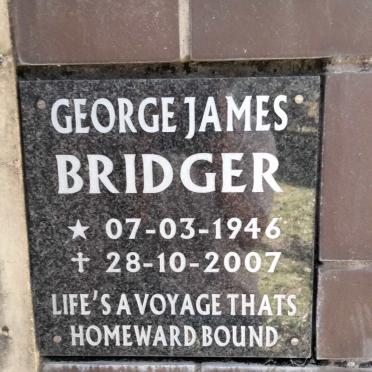 GEORGE JAMES
BRIDGER
★ 07-03-1946
✝ 28-10-2007
LIFE'S A VOYAGE THATS
HOMEWARD BOUND